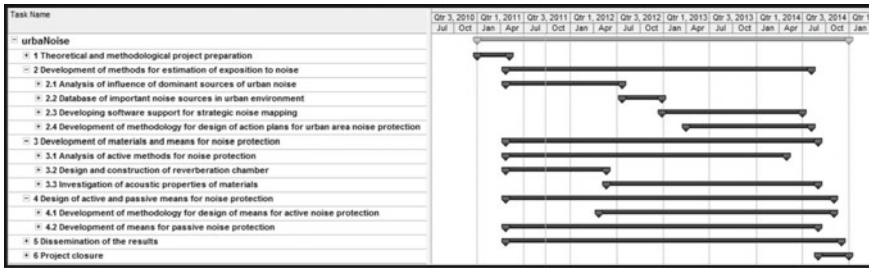 Task Name
Qtr 3, 2010 Qtr 1, 2011 Qtr 3, 2011 Qtr 1, 2012 Qtr 3, 2012 Qtr 1, 2013 Qtr 3, 2013 Qtr 1, 2014 Qtr 3, 2014 Qtr 1
Jul Oct Jan Apr Jul Oct Jan Apr Jul Oct Jan Apr Jul Oct Jan Apr Jul Oct Jan
urbaNoise
1 Theoretical and methodological project preparation
2 Development of methods for estimation of exposition to noise
2.1 Analysis of influence of dominant sources of urban noise
2.2 Database of important noise sources in urban environment
2.3 Developing software support for strategic noise mapping
2.4 Development of methodology for design of action plans for urban area noise protection
3 Development of materials and means for noise protection
3.1 Analysis of active methods for noise protection
3.2 Design and construction of reverberation chamber
3.3 Investigation of acoustic properties of materials
4 Design of active and passive means for noise protection
4.1 Development of methodology for design of means for active noise protection
4.2 Development of means for passive noise protection
5 Dissemination of the results
6 Project closure